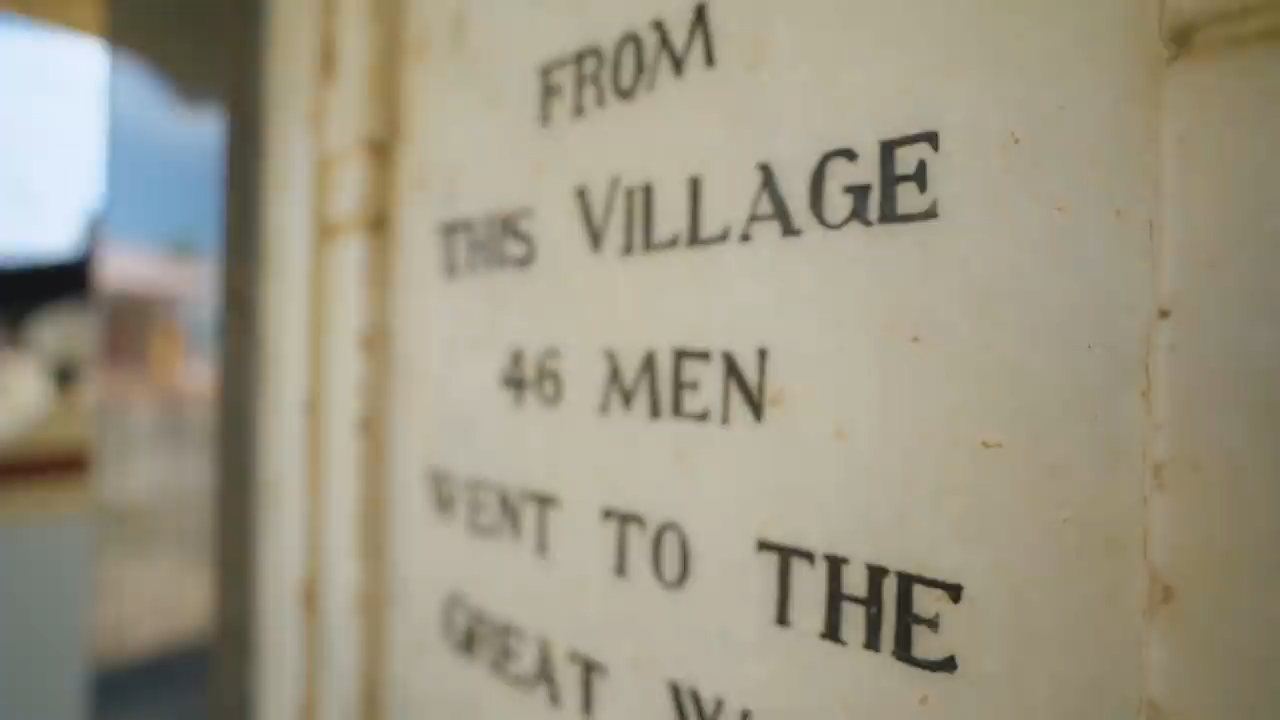 FROM
THIS VILLAGE
46 MEN
WENT TO THE
GREAT